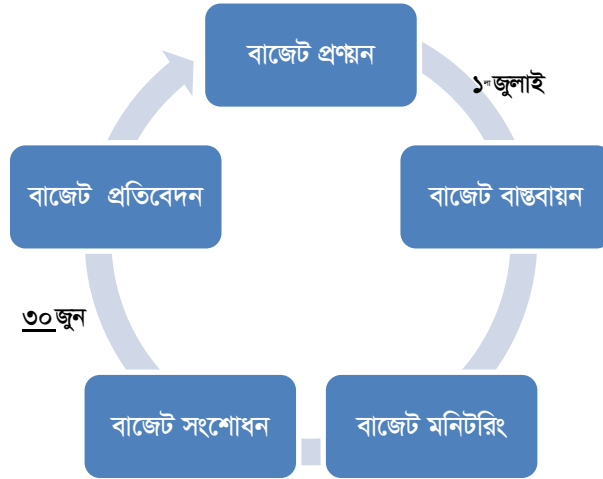 বাজেট প্রণয়ন
১লা জুলাই
বাজেট বাস্তবায়ন
বাজেট মনিটরিং
বাজেট সংশোধন
৩০ জুন
বাজেট প্রতিবেদন